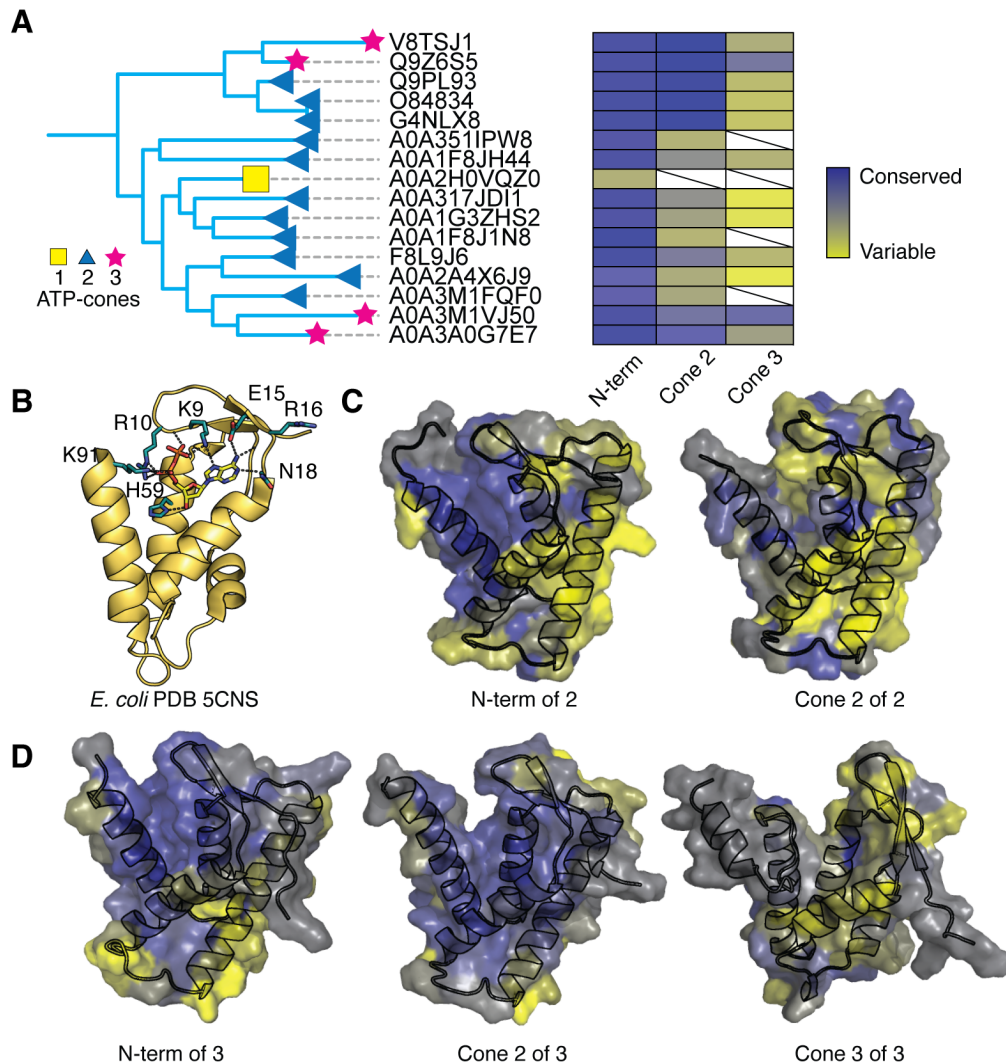 A
V8TSJ1
Q9Z6S5
Q9PL93
O84834
G4NLX8
A0A351IPW8
A0A1F8JH44
A0A2H0VQZ0
A0A317JDI1
A0A1G3ZHS2
A0A1F8J1N8
F8L9J6
A0A2A4X6J9
A0A3M1FQF0
A0A3M1VJ50
A0A3A0G7E7
1 2 3
ATP-cones
Conserved
Variable
N-term
Cone 2
Cone 3
B
E15
K9
R10
R16
K91
H59
N18
E. coli PDB 5CNS
C
N-term of 2
Cone 2 of 2
D
N-term of 3
Cone 2 of 3
Cone 3 of 3